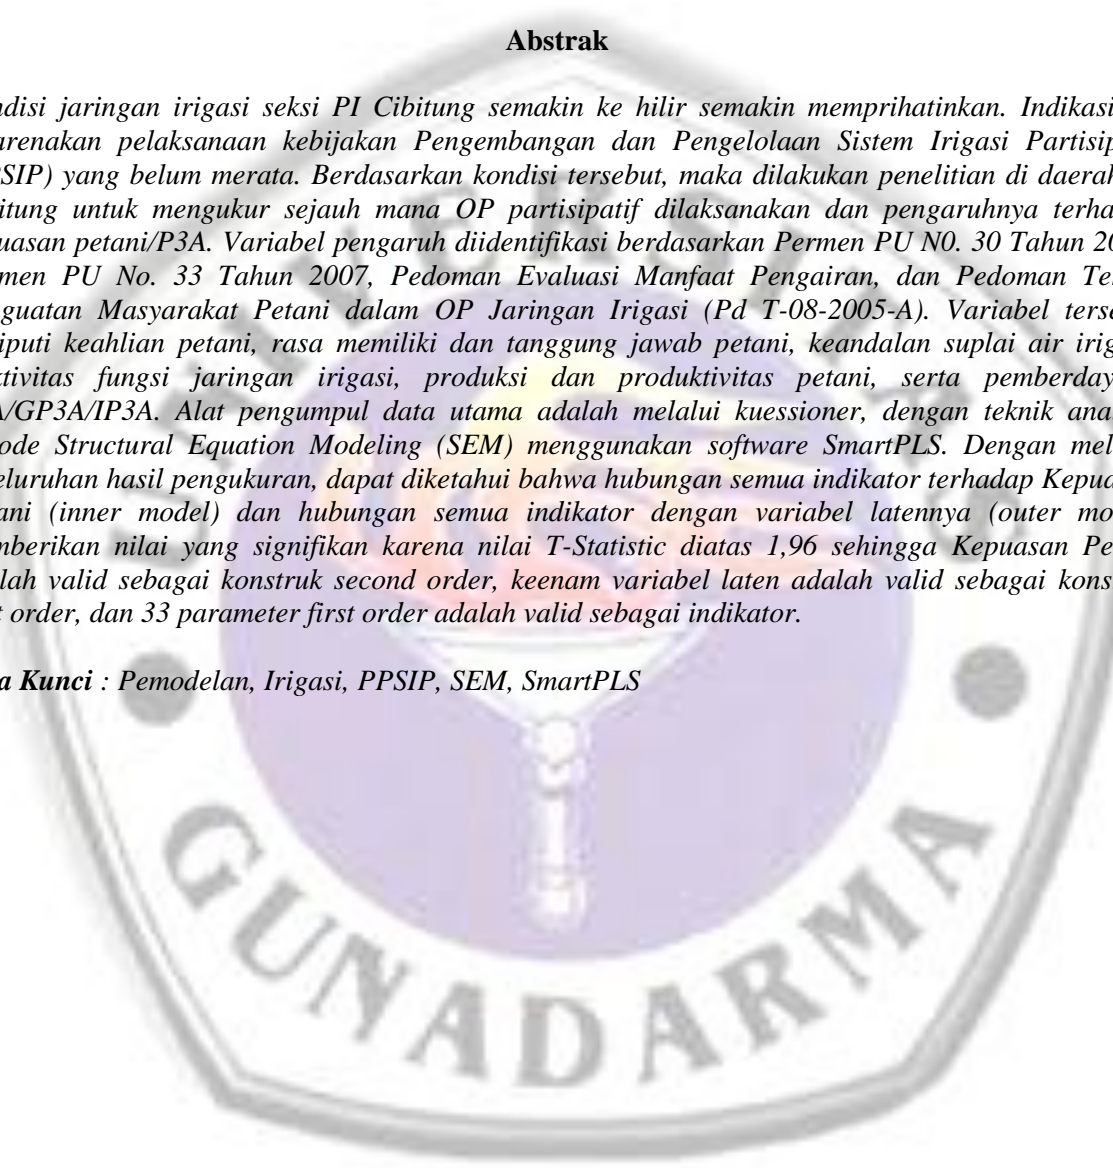 Abstrak
ndisi jaringan irigasi seksi PI Cibitung semakin ke hilir semakin memprihatinkan. Indikasi
arenakan pelaksanaan kebijakan Pengembangan dan Pengelolaan Sistem Irigasi Partisip
SIP) yang belum merata. Berdasarkan kondisi tersebut, maka dilakukan penelitian di daerah
itung untuk mengukur sejauh mana OP partisipatif dilaksanakan dan pengaruhnya terha
uasan petani/P3A. Variabel pengaruh diidentifikasi berdasarkan Permen PU N0. 30 Tahun 20
men PU No. 33 Tahun 2007, Pedoman Evaluasi Manfaat Pengairan, dan Pedoman Te
guatan Masyarakat Petani dalam OP Jaringan Irigasi (Pd T-08-2005-A). Variabel terse
iputi keahlian petani, rasa memiliki dan tanggung jawab petani, keandalan suplai air irig
ktivitas fungsi jaringan irigasi, produksi dan produktivitas petani, serta pemberday
A/GP3A/IP3A. Alat pengumpul data utama adalah melalui kuessioner, dengan teknik ana
ode Structural Equation Modeling (SEM) menggunakan software SmartPLS. Dengan mel
eluruhan hasil pengukuran, dapat diketahui bahwa hubungan semua indikator terhadap Kepua
ani (inner model) dan hubungan semua indikator dengan variabel latennya (outer mo
mberikan nilai yang signifikan karena nilai T-Statistic diatas 1,96 sehingga Kepuasan Pe
lah valid sebagai konstruk second order, keenam variabel laten adalah valid sebagai kons
t order, dan 33 parameter first order adalah valid sebagai indikator.
a Kunci : Pemodelan, Irigasi, PPSIP, SEM, SmartPLS
UNIVERSITAS
GUNADARMA